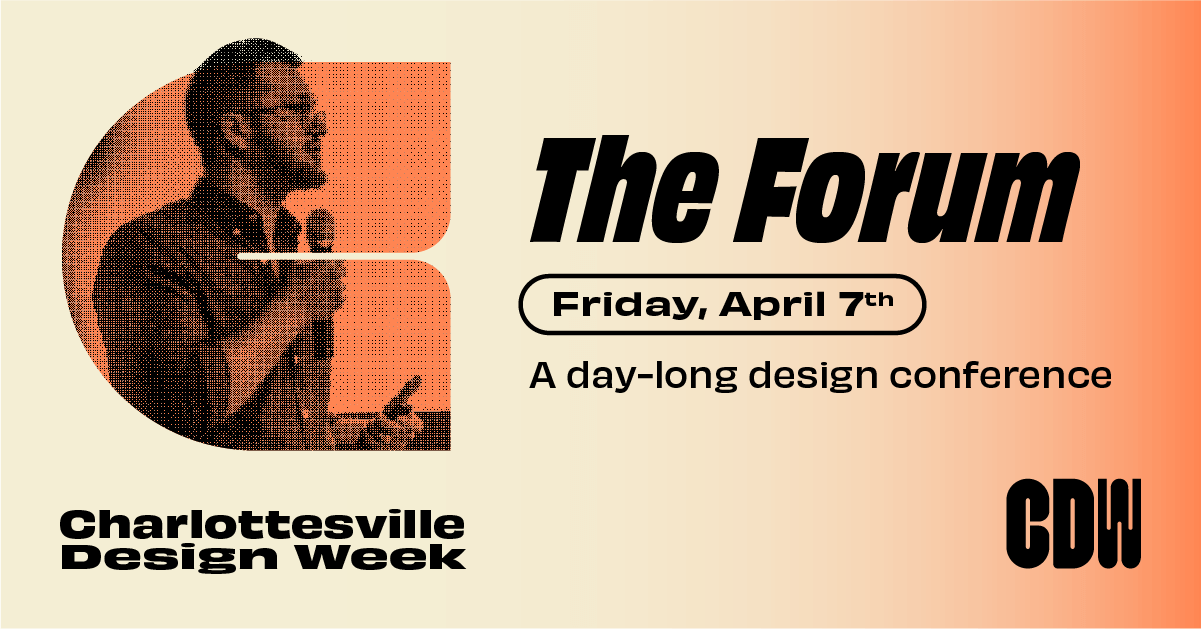 The Forum
Friday, April 7th
A day-long design conference
Charlottesville
Design Week
CDW